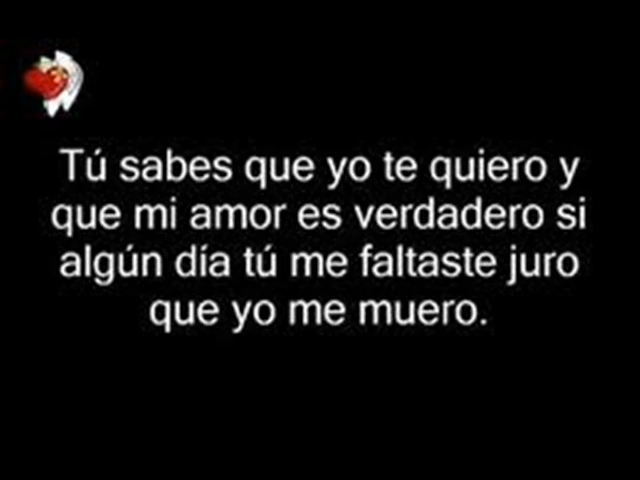 Tú sabes que yo te quiero y
que mi amor es verdadero si
algún día tú me faltaste juro
que yo me muero.